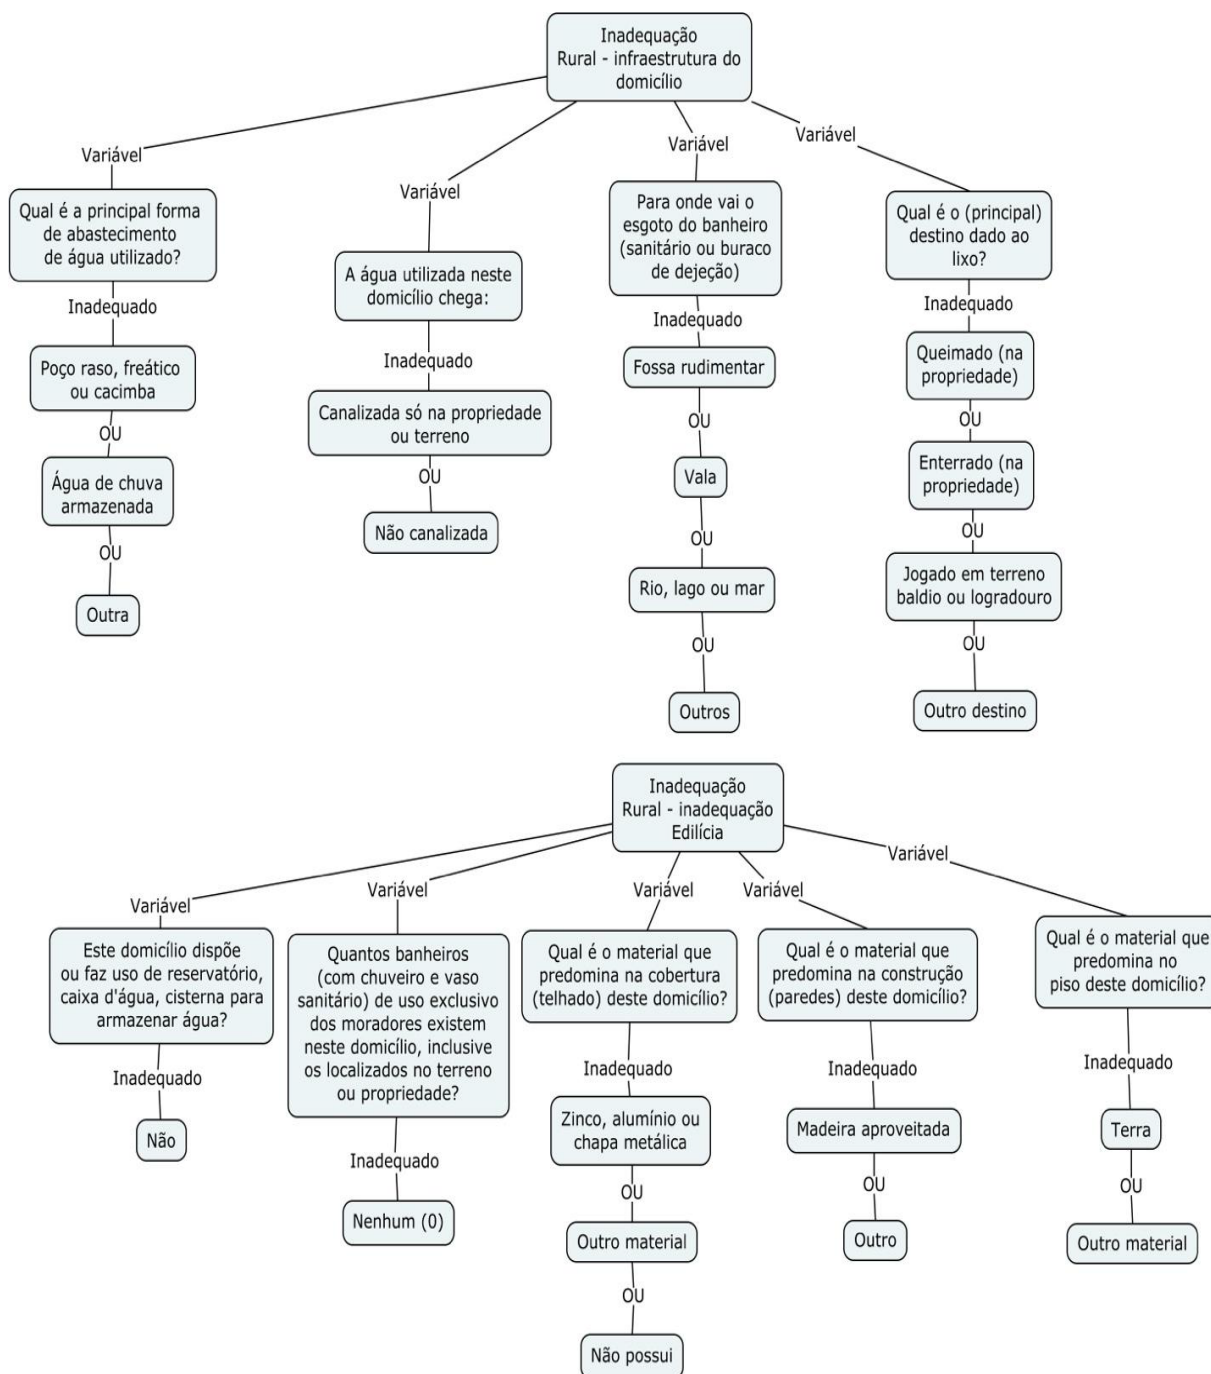 Inadequação
Rural - infraestrutura do
domicílio
Variável
Variável
Variável
Variável
Qual é a principal forma
de abastecimento
de água utilizado?
Inadequado
Poço raso, freático
ou cacimba
OU
Água de chuva
armazenada
OU
Outra
A água utilizada neste
domicílio chega:
Inadequado
Canalizada só na propriedade
ou terreno
OU
Não canalizada
Para onde vai o
esgoto do banheiro
(sanitário ou buraco
de dejeção)
Inadequado
Fossa rudimentar
OU
Vala
OU
Rio, lago ou mar
OU
Outros
Qual é o (principal)
destino dado ao
lixo?
Inadequado
Queimado (na
propriedade)
OU
Enterrado (na
propriedade)
OU
Jogado em terreno
baldio ou logradouro
OU
Outro destino
Inadequação
Rural - inadequação
Edilícia
Variável
Variável
Variável
Variável
Variável
Este domicílio dispõe
ou faz uso de reservatório,
caixa d'água, cisterna para
armazenar água?
Inadequado
Não
Quantos banheiros
(com chuveiro e vaso
sanitário) de uso exclusivo
dos moradores existem
neste domicílio, inclusive
os localizados no terreno
ou propriedade?
Inadequado
Nenhum (0)
Qual é o material que
predomina na cobertura
(telhado) deste domicílio?
Inadequado
Zinco, alumínio ou
chapa metálica
OU
Outro material
OU
Não possui
Qual é o material que
predomina na construção
(paredes) deste domicílio?
Inadequado
Madeira aproveitada
OU
Outro
Qual é o material que
predomina no
piso deste domicílio?
Inadequado
Terra
OU
Outro material